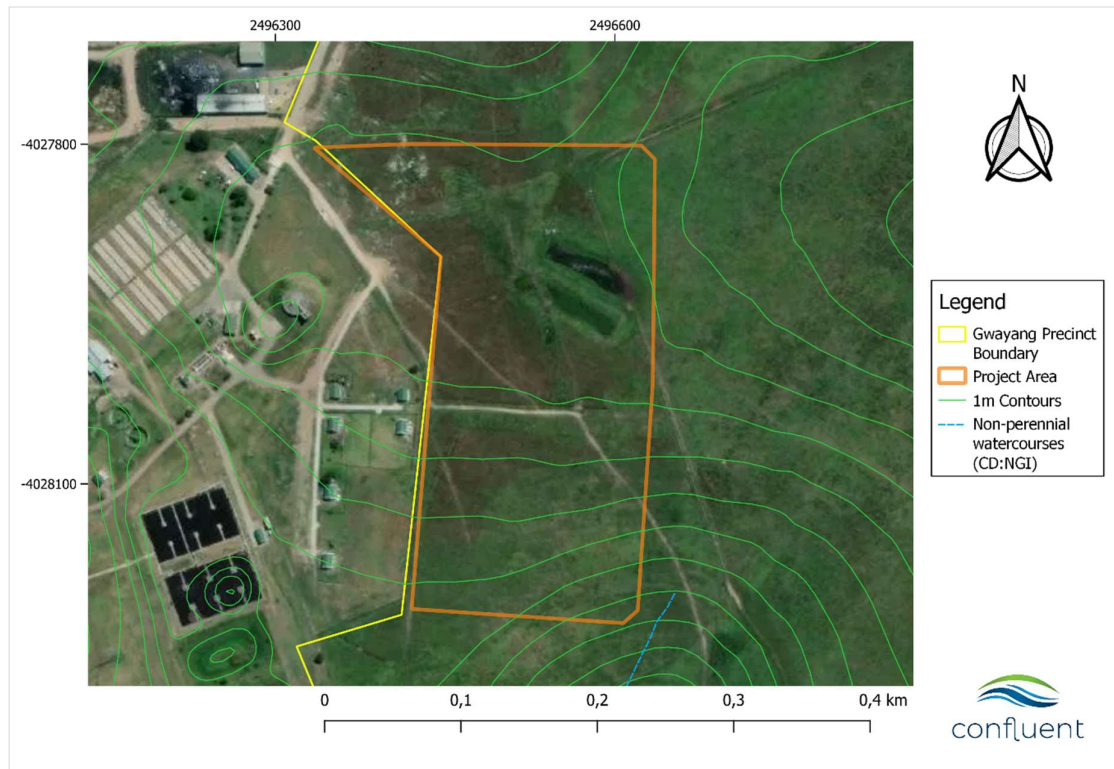 2496300
2496600
N
-4027800
Legend
Gwayang Precinct
Boundary
Project Area
1m Contours
Non-perennial
watercourses
(CD:NGI)
-4028100
0
0,1
0,2
0,3
0,4 km
confluent